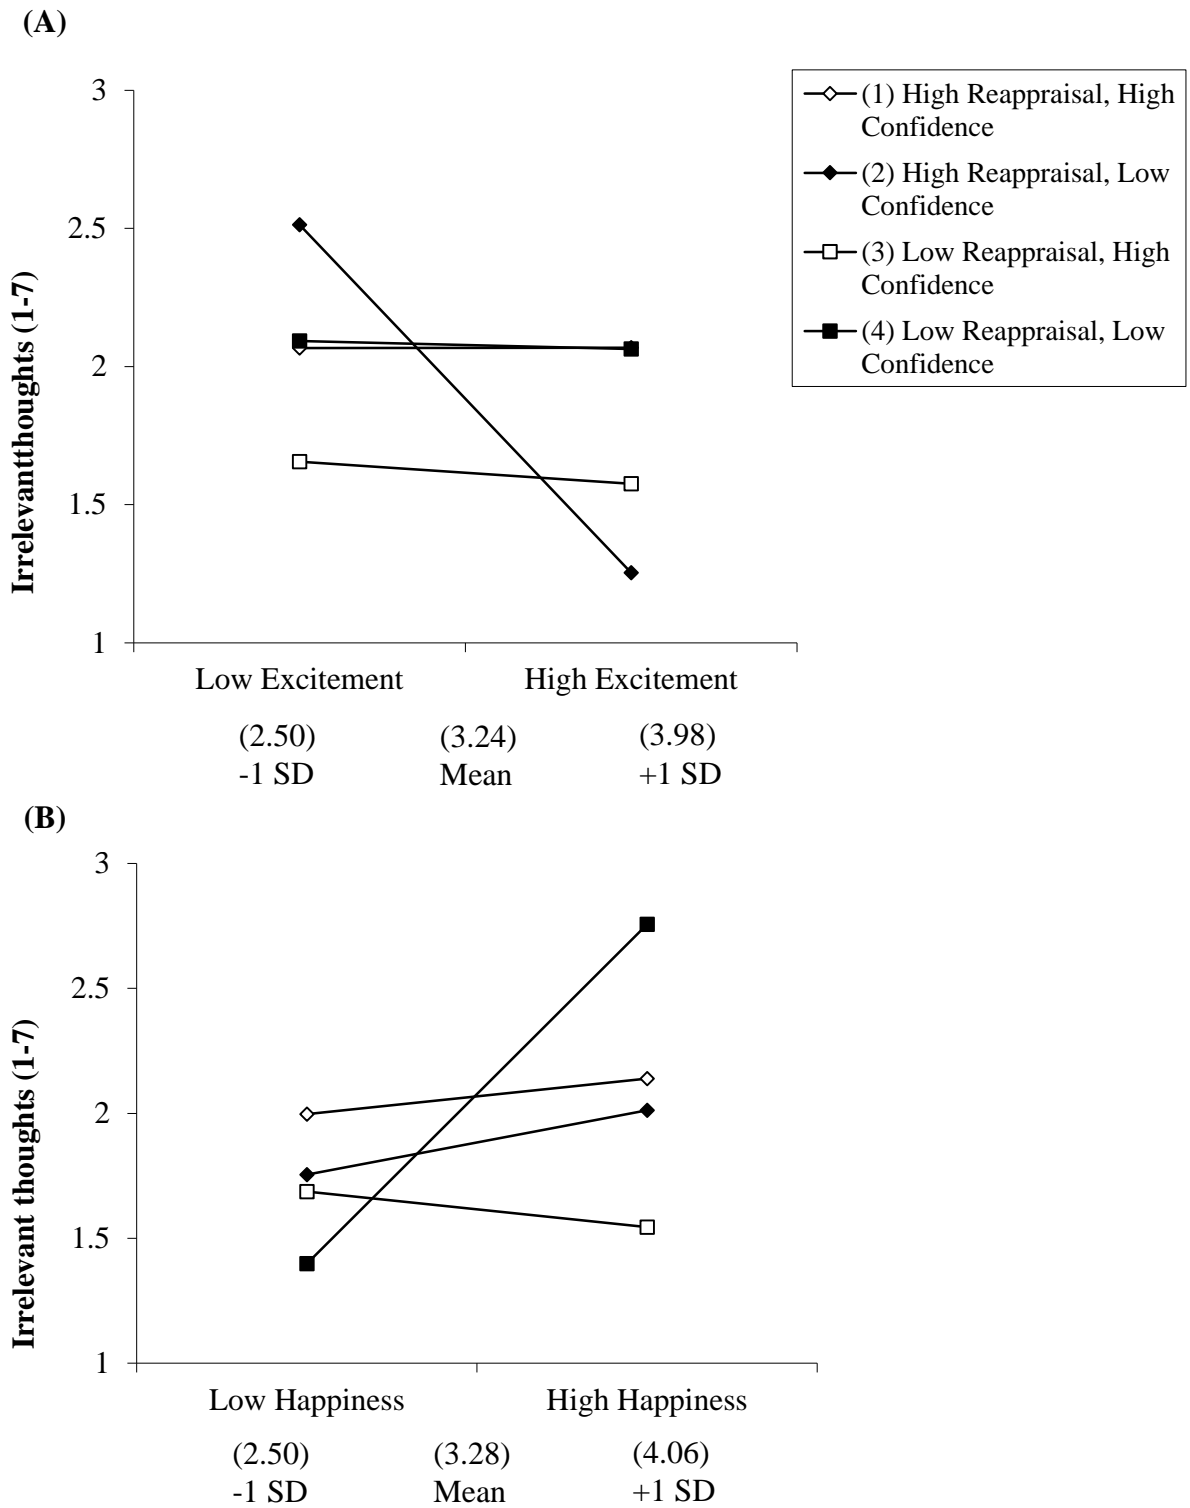 (A)
3
2.5
2
1.5
1
Irrelevantthoughts (1-7)
Low Excitement High Excitement
(2.50) (3.24) (3.98)
-1 SD Mean +1 SD
(1) High Reappraisal, High
Confidence
(2) High Reappraisal, Low
Confidence
(3) Low Reappraisal, High
Confidence
(4) Low Reappraisal, Low
Confidence
(B)
3
2.5
2
1.5
1
Irrelevant thoughts (1-7)
Low Happiness High Happiness
(2.50) (3.28) (4.06)
-1 SD Mean +1 SD